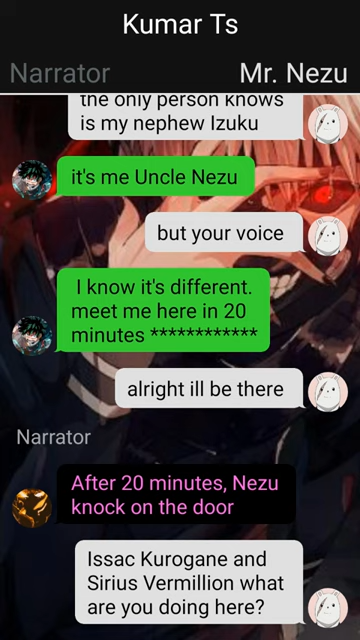 Kumar Ts
Narrator
Mr. Nezu
the only person knows
is my nephew Izuku
it's me Uncle Nezu
but your voice
I know it's different.
meet me here in 20
minutes ************
alright ill be there
Narrator
After 20 minutes, Nezu
knock on the door
Issac Kurogane and
Sirius Vermillion what
are you doing here?